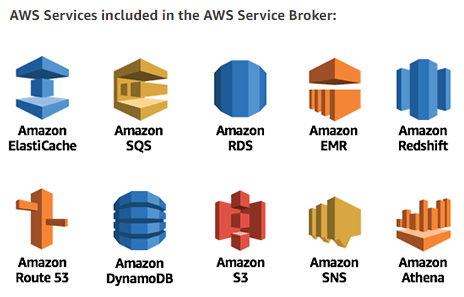 AWS Services included in the AWS Service Broker:
Amazon ElastiCache
Amazon SQS
Amazon RDS
Amazon EMR
Amazon Redshift
Amazon Route 53
Amazon DynamoDB
Amazon S3
Amazon SNS
Amazon Athena